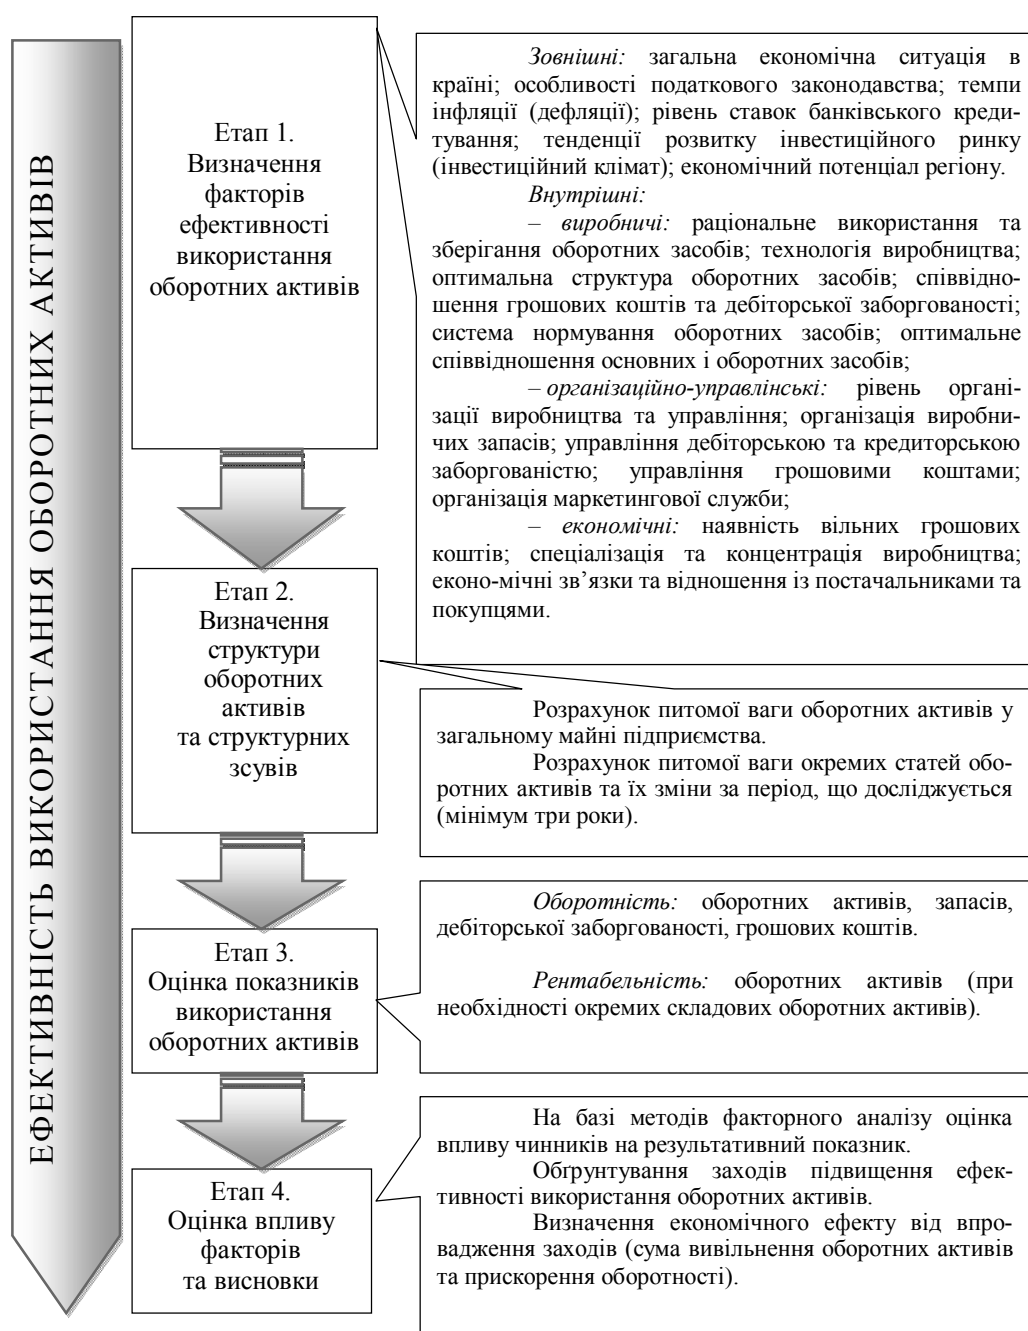 ЕФЕКТИВНІСТЬ ВИКОРИСТАННЯ ОБОРОТНИХ АКТИВІВ
Етап 1.
Визначення
факторів
ефективності
використання
оборотних активів
Зовнішні: загальна економічна ситуація в
країні; особливості податкового законодавства; темпи
інфляції (дефляції); рівень ставок банківського креди-
тування; тенденції розвитку інвестиційного ринку
(інвестиційний клімат); економічний потенціал регіону.
Внутрішні:
– виробничі: раціональне використання та
зберігання оборотних засобів; технологія виробництва;
оптимальна структура оборотних засобів; співвідно-
шення грошових коштів та дебіторської заборгованості;
система нормування оборотних засобів; оптимальне
співвідношення основних і оборотних засобів;
– організаційно-управлінські: рівень органі-
зації виробництва та управління; організація виробни-
чих запасів; управління дебіторською та кредиторською
заборгованістю; управління грошовими коштами;
організація маркетингової служби;
– економічні: наявність вільних грошових
коштів; спеціалізація та концентрація виробництва;
еконо-мічні зв’язки та відношення із постачальниками та
покупцями.
Етап 2.
Визначення
структури
оборотних
активів
та структурних
зсувів
Розрахунок питомої ваги оборотних активів у
загальному майні підприємства.
Розрахунок питомої ваги окремих статей обо-
ротних активів та їх зміни за період, що досліджується
(мінімум три роки).
Етап 3.
Оцінка показників
використання
оборотних активів
Оборотність: оборотних активів, запасів,
дебіторської заборгованості, грошових коштів.
Рентабельність: оборотних активів (при
необхідності окремих складових оборотних активів).
Етап 4.
Оцінка впливу
факторів
та висновки
На базі методів факторного аналізу оцінка
впливу чинників на результативний показник.
Обґрунтування заходів підвищення ефек-
тивності використання оборотних активів.
Визначення економічного ефекту від впро-
вадження заходів (сума вивільнення оборотних активів
та прискорення оборотності).